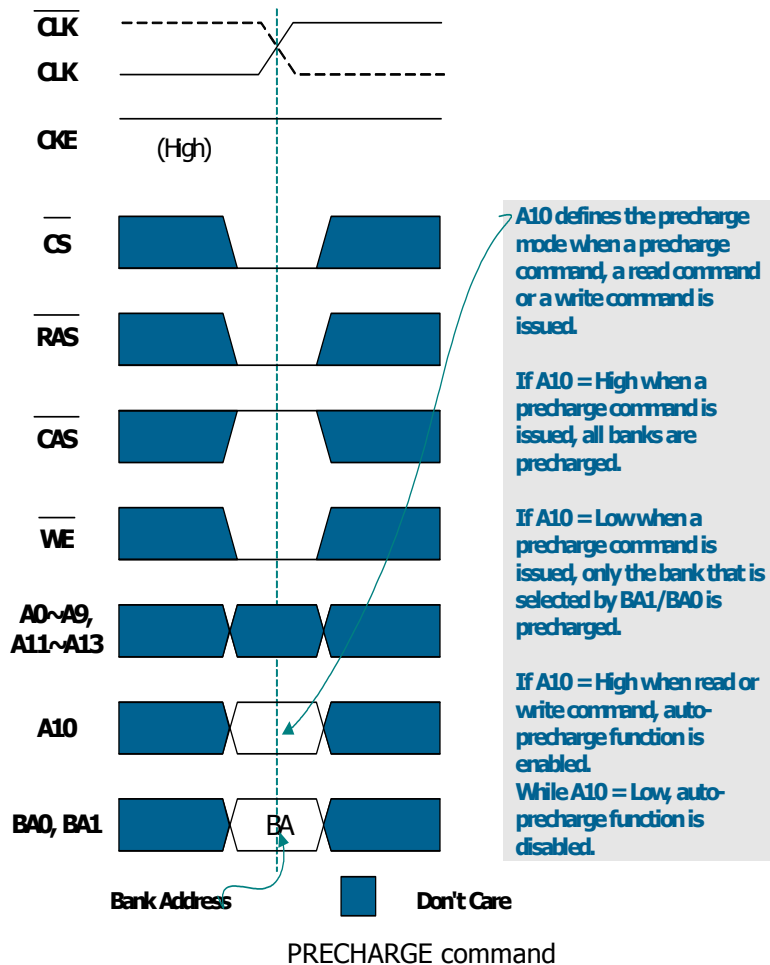 CLK
CLK
CKE
(High)
CS
RAS
CAS
WE
A0~A9,
A11~A13
A10
BA0, BA1
BA
A10 defines the precharge
mode when a precharge
command, a read command
or a write command is
issued.
If A10 = High when a
precharge command is
issued, all banks are
precharged.
If A10 = Low when a
precharge command is
issued, only the bank that is
selected by BA1/BA0 is
precharged.
If A10 = High when read or
write command, auto-
precharge function is
enabled.
While A10 = Low, auto-
precharge function is
disabled.
Bank Address
Don't Care
PRECHARGE command